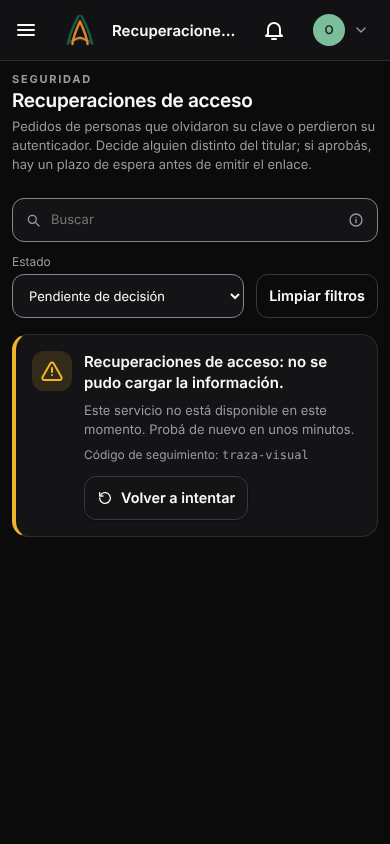 Recuperacione...
O
SEGURIDAD
Recuperaciones de acceso
Pedidos de personas que olvidaron su clave o perdieron su
autenticador. Decide alguien distinto del titular; si aprobás,
hay un plazo de espera antes de emitir el enlace.
Buscar
Estado
Pendiente de decisión
Limpiar filtros
Recuperaciones de acceso: no se
pudo cargar la información.
Este servicio no está disponible en este
momento. Probá de nuevo en unos minutos.
Código de seguimiento: traza-visual
Volver a intentar